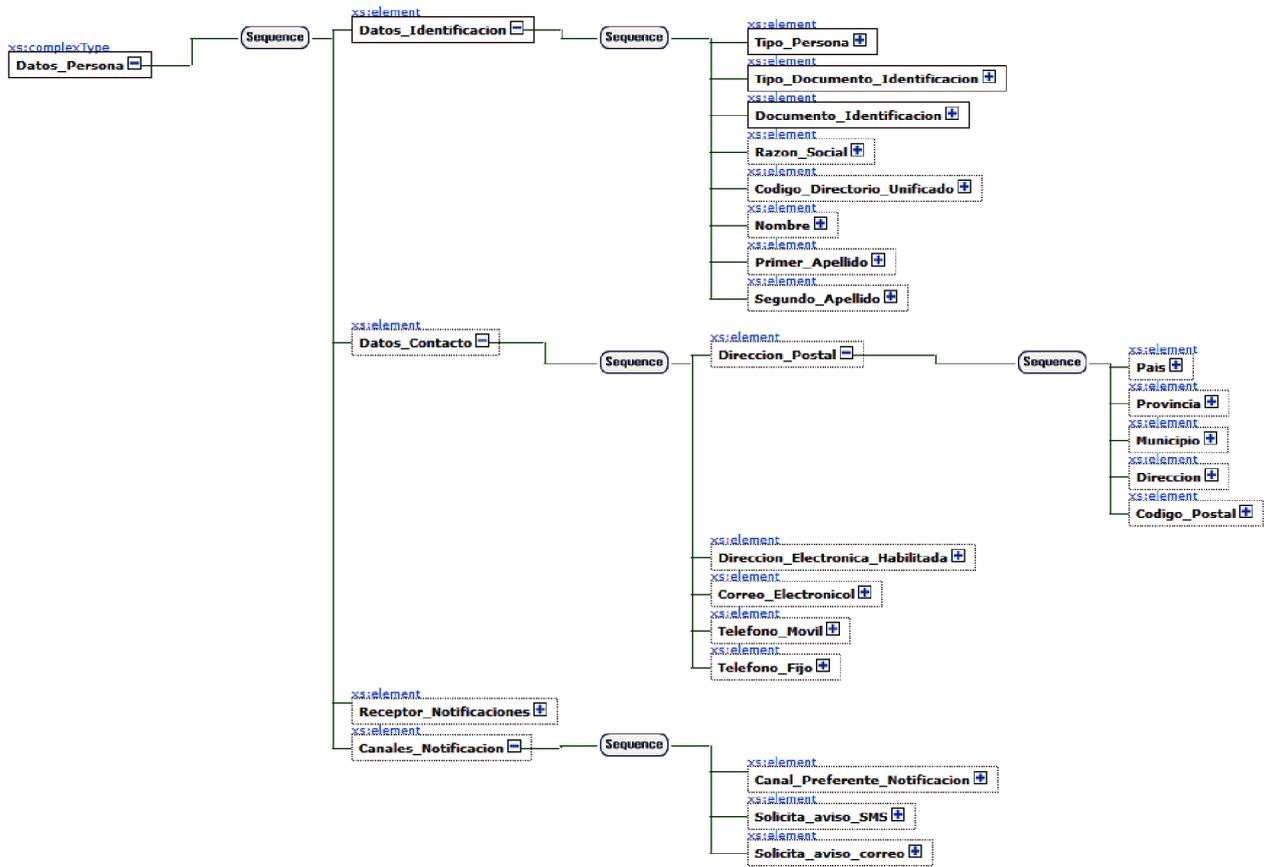 xs:complexType
Datos_Persona
Sequence
xs:element
Datos_Identificacion
Sequence
xs:element
Tipo_Persona
xs:element
Tipo_Documento_Identificacion
xs:element
Documento_Identificacion
xs:element
Razon_Social
xs:element
Codigo_Directorio_Unificado
xs:element
Nombre
xs:element
Primer_Apellido
xs:element
Segundo_Apellido
xs:element
Datos_Contacto
Sequence
xs:element
Direccion_Postal
Sequence
xs:element
Pais
xs:element
Provincia
xs:element
Municipio
xs:element
Direccion
xs:element
Codigo_Postal
xs:element
Direccion_Electronica_Habilitada
xs:element
Correo_Electronicol
xs:element
Telefono_Movil
xs:element
Telefono_Fijo
xs:element
Receptor_Notificaciones
xs:element
Canales_Notificacion
Sequence
xs:element
Canal_Preferente_Notificacion
xs:element
Solicita_aviso_SMS
xs:element
Solicita_aviso_correo